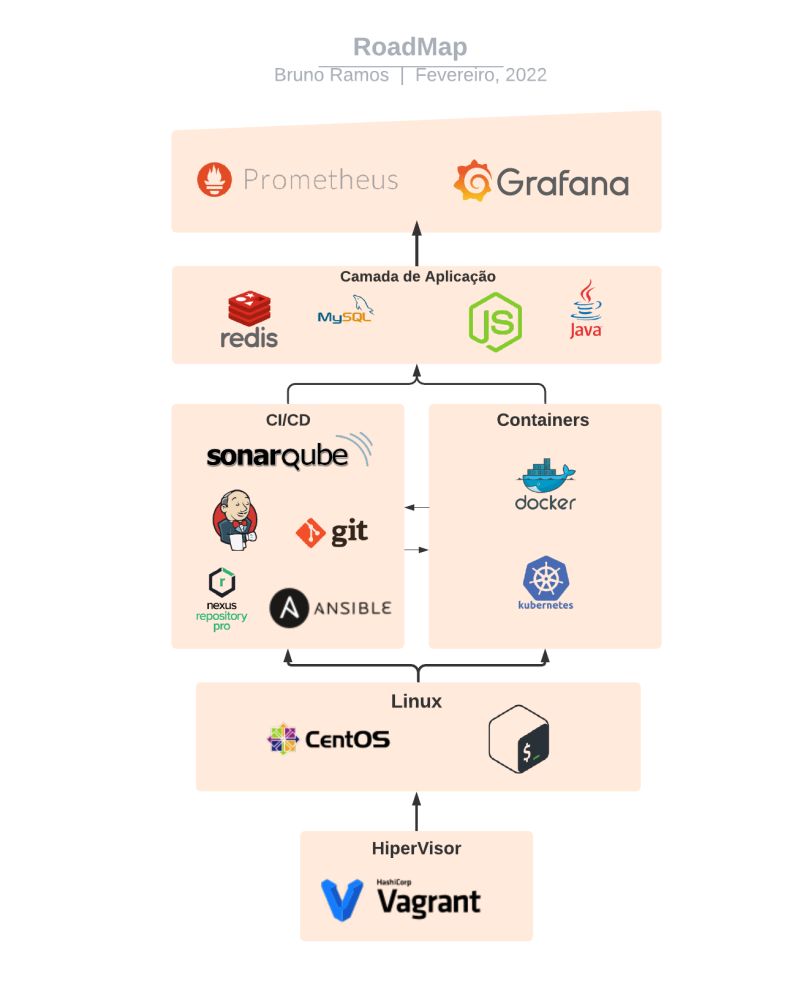 RoadMap
Bruno Ramos | Fevereiro, 2022
Prometheus
Grafana
Camada de Aplicação
redis
MySQL
JS
Java
CI/CD
sonarqube
git
nexus
repository
pro
r
A
ANSIBLE
Containers
docker
kubernetes
Linux
CentOS
$_
HiperVisor
HashiCorp
Vagrant